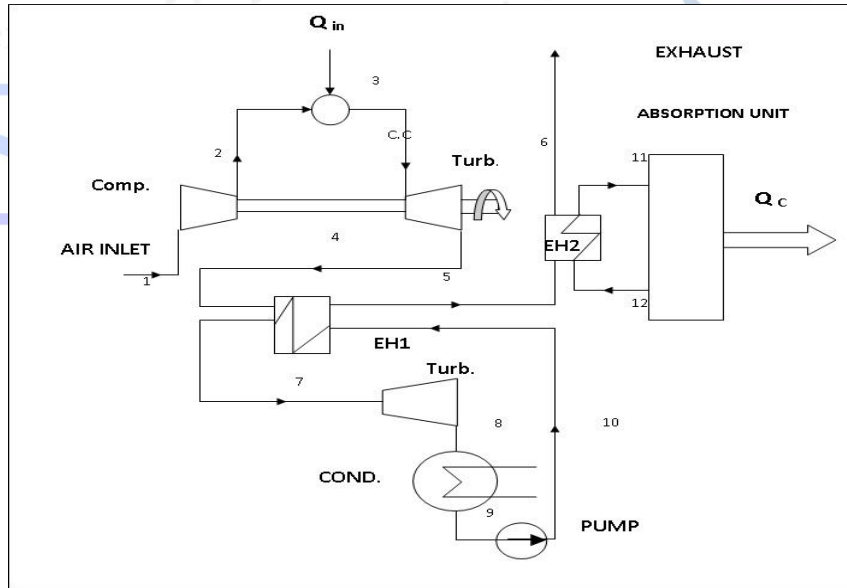 Q in
EXHAUST
3
ABSORPTION UNIT
C.C
6
2
11
Turb.
Comp.
Q C
4
EH2
AIR INLET
5
1
12
EH1
Turb.
7
8
10
COND.
9
PUMP